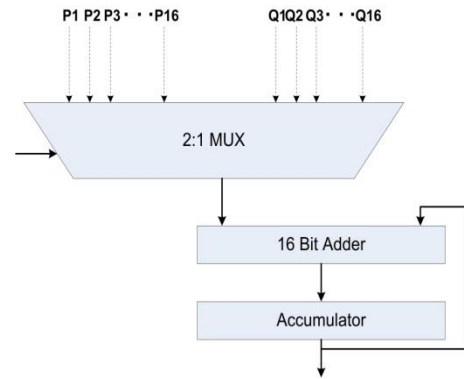 P1 P2 P3 · · · P16 Q1Q2 Q3 · · · Q16
2:1 MUX
16 Bit Adder
Accumulator